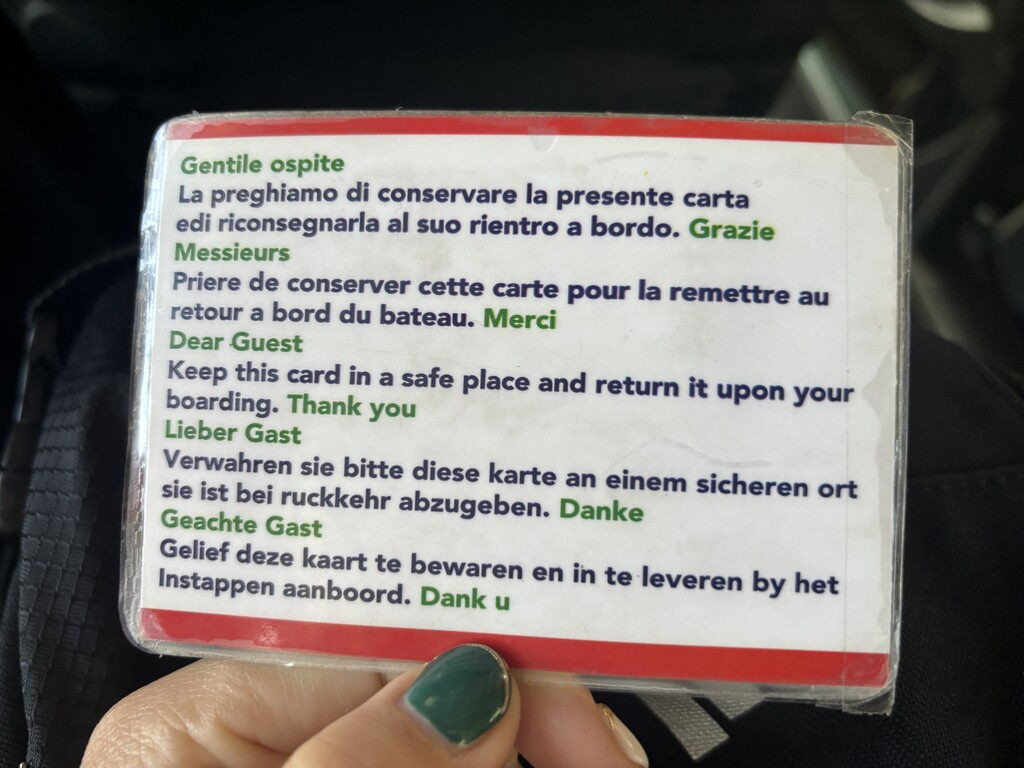 Gentile ospite
La preghiamo di conservare la presente carta
edi riconsegnarla al suo rientro a bordo. Grazie
Messieurs
Priere de conserver cette carte pour la remettre au
retour a bord du bateau. Merci
Dear Guest
Keep this card in a safe place and return it upon your
boarding. Thank you
Lieber Gast
Verwahren sie bitte diese karte an einem sicheren ort
sie ist bei ruckkehr abzugeben. Danke
Geachte Gast
Gelief deze kaart te bewaren en in te leveren by het
Instappen aanboord. Dank u